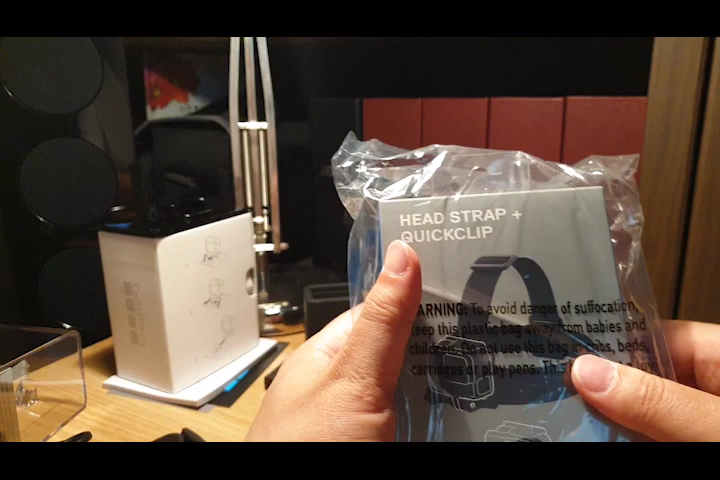 HEAD STRAP +
QUICKCLIP
WARNING: To avoid danger of suffocation,
keep this plastic bag away from babies and
children. Do not use this bag in cribs, beds,
carriages or play pens. This